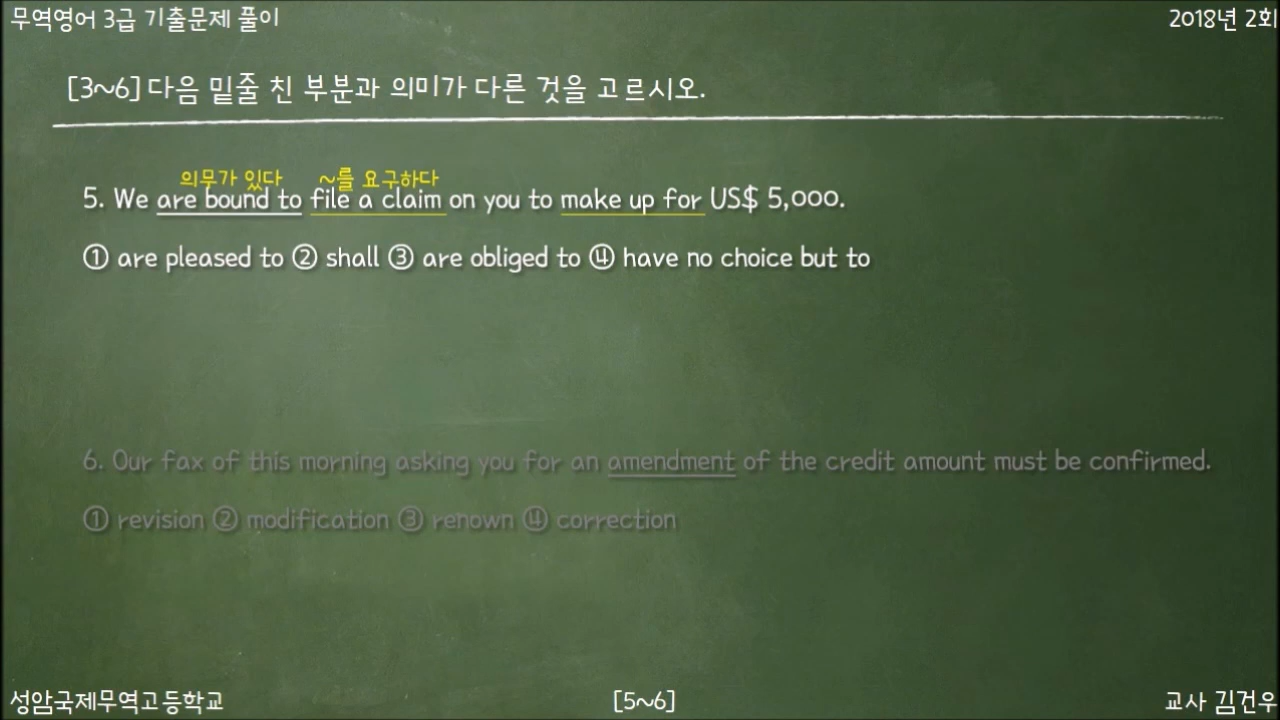 무역영어 3급 기출문제 풀이
2018년 2회
[3~6] 다음 밑줄 친 부분과 의미가 다른 것을 고르시오.
의무가 있다 ~를 요구하다
5. We are bound to file a claim on you to make up for US$ 5,000.
① are pleased to ② shall ③ are obliged to ④ have no choice but to
6. Our fax of this morning asking you for an amendment of the credit amount must be confirmed.
① revision ② modification ③ renown ④ correction
성암국제무역고등학교
[5~6]
교사 김건우